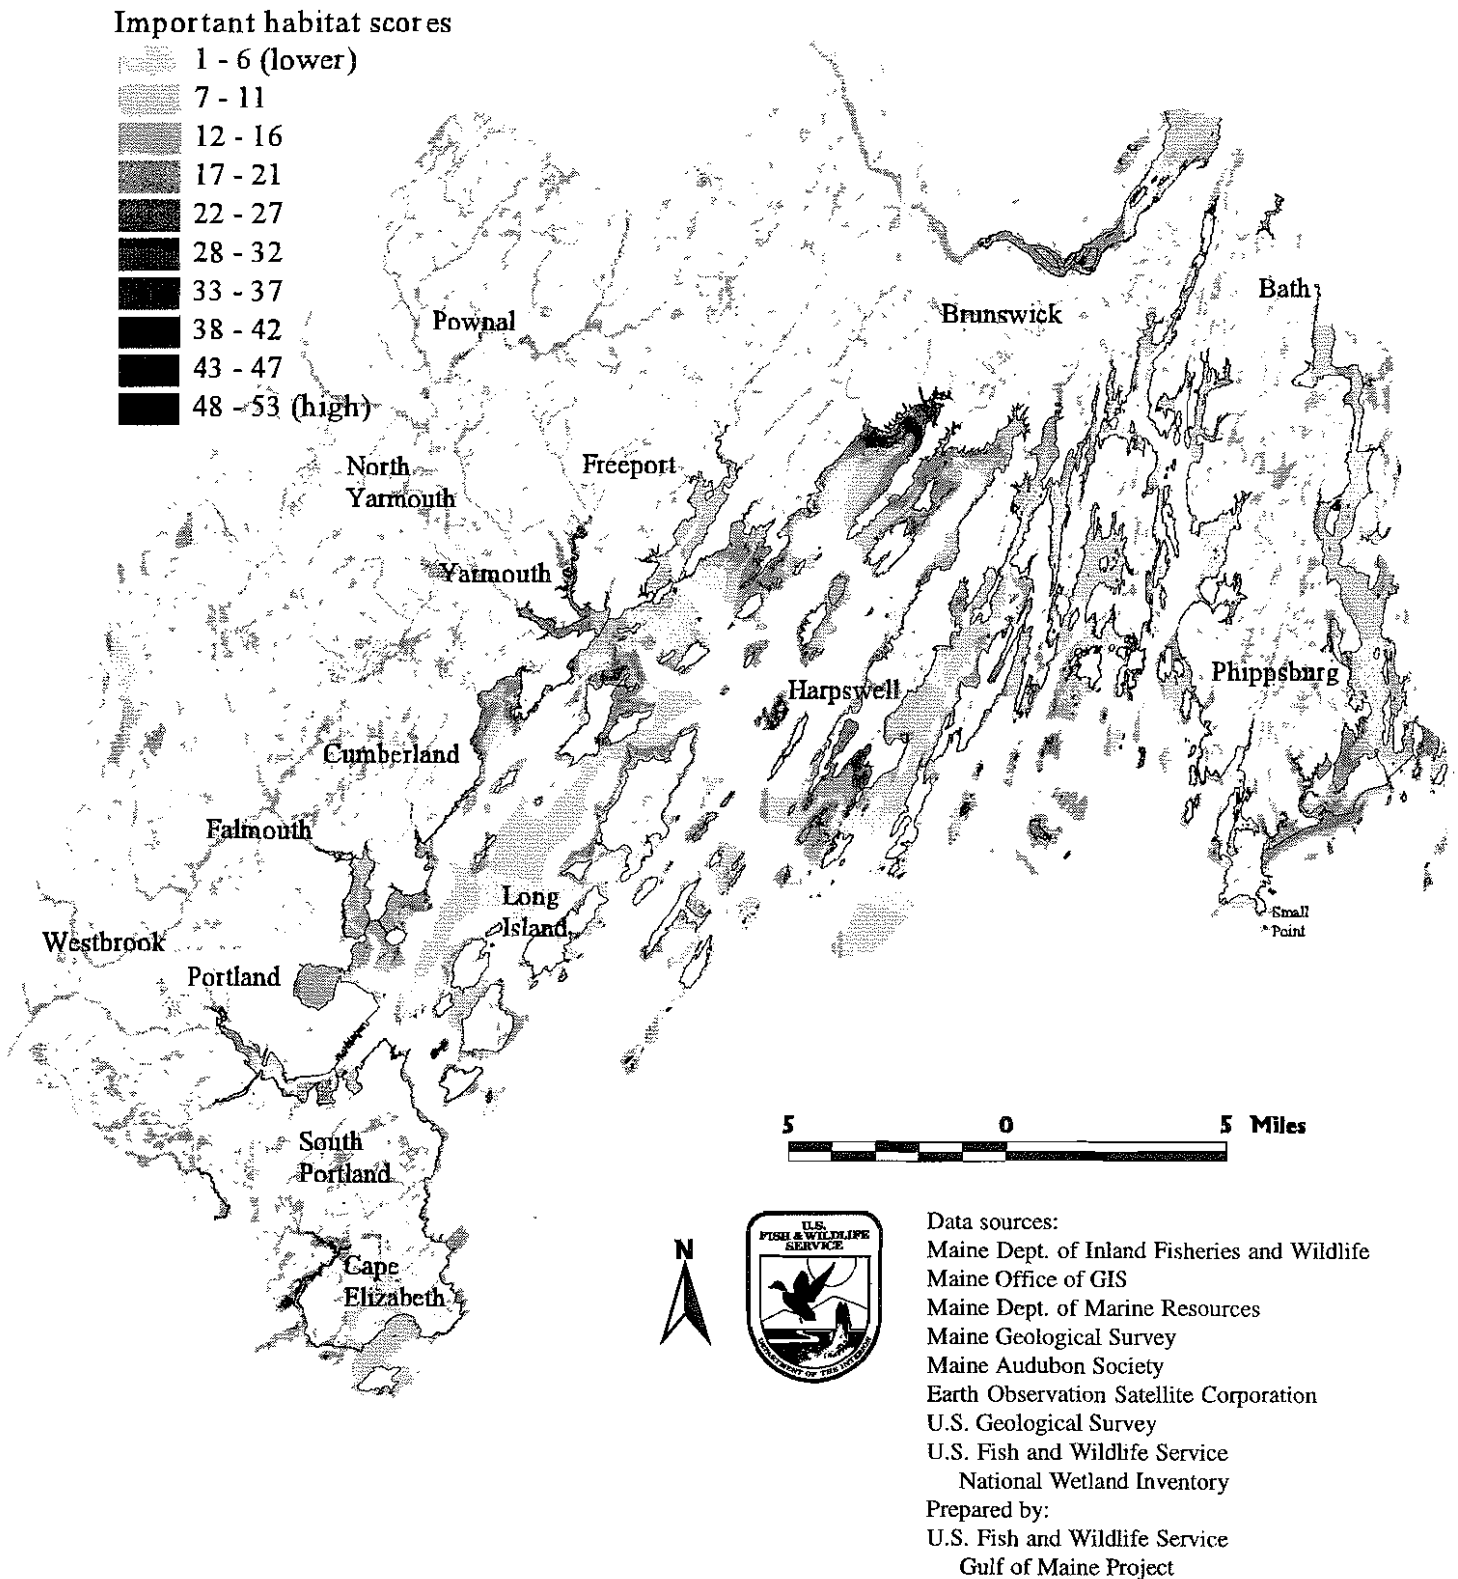 Important habitat scores
1 - 6 (lower)
7 - 11
12 - 16
17 - 21
22 - 27
28 - 32
33 - 37
38 - 42
43 - 47
48 - 53 (high)
Bath
Brunswick
Pownal
North
Yarmouth
Freeport
Yarmouth
Harpswell
Phippsburg
Cumberland
Falmouth
Long
Island
Small
Point
Westbrook
Portland
South
Portland
Cape
Elizabeth
5 0 5 Miles
N
U.S.
FISH & WILDLIFE
SERVICE
DEPARTMENT OF THE INTERIOR
Data sources:
Maine Dept. of Inland Fisheries and Wildlife
Maine Office of GIS
Maine Dept. of Marine Resources
Maine Geological Survey
Maine Audubon Society
Earth Observation Satellite Corporation
U.S. Geological Survey
U.S. Fish and Wildlife Service
National Wetland Inventory
Prepared by:
U.S. Fish and Wildlife Service
Gulf of Maine Project